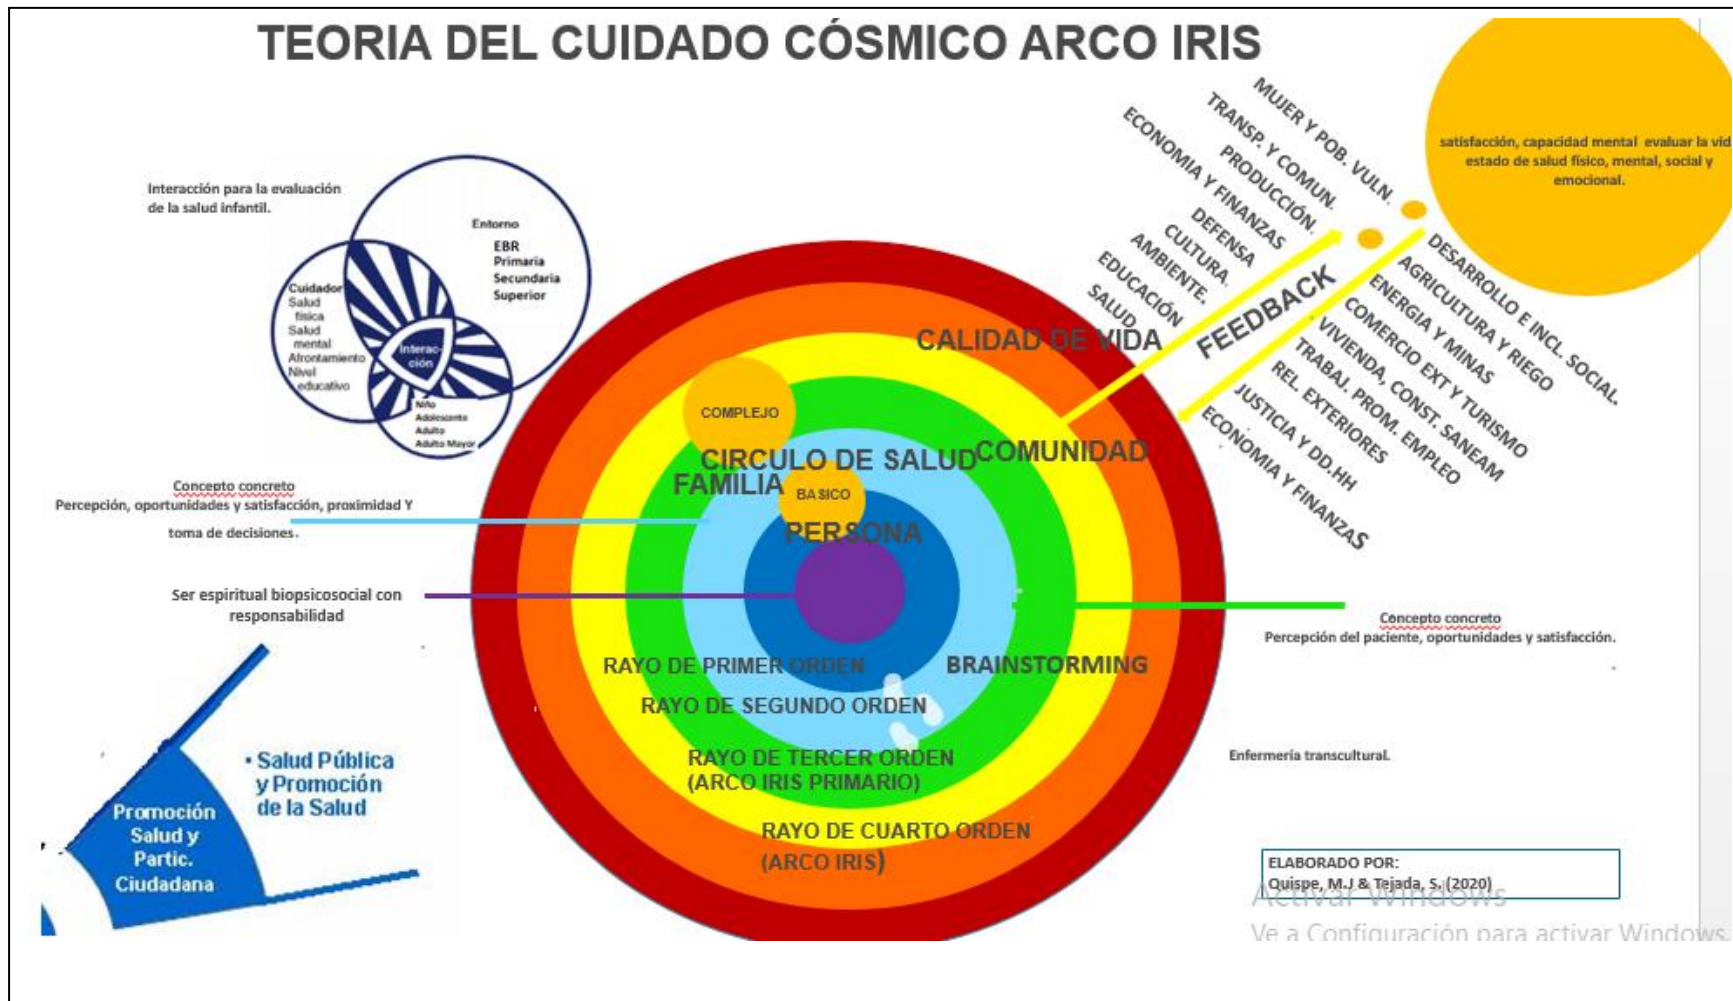 TEORIA DEL CUIDADO CÓSMICO ARCO IRIS
Interacción para la evaluación
de la salud infantil.
Entorno
EBR
Primaria
Secundaria
Superior
Cuidador
Salud
física
Salud
mental
Afrontamiento
Nivel
educativo
Interac-
ción
Niño
Adolescente
Adulto
Adulto Mayor
MUJER Y POB. VULN.
TRANSP. Y COMUN.
PRODUCCIÓN.
ECONOMIA Y FINANZAS
DEFENSA
CULTURA.
AMBIENTE.
EDUCACIÓN
SALUD
satisfacción, capacidad mental evaluar la vid
estado de salud físico, mental, social y
emocional.
FEEDBACK
DESARROLLO E INCL. SOCIAL.
AGRICULTURA Y RIEGO
ENERGIA Y MINAS
COMERCIO EXT Y TURISMO
VIVIENDA, CONST. SANEAM
TRABAJ. PROM. EMPLEO
REL. EXTERIORES
JUSTICIA Y DD.HH
ECONOMIA Y FINANZAS
CALIDAD DE VIDA
COMPLEJO
CIRCULO DE SALUD
COMUNIDAD
FAMILIA
BASICO
PERSONA
Concepto concreto
Percepción, oportunidades y satisfacción, proximidad Y
toma de decisiones.
Ser espiritual biopsicosocial con
responsabilidad
Concepto concreto
Percepción del paciente, oportunidades y satisfacción.
RAYO DE PRIMER ORDEN
BRAINSTORMING
RAYO DE SEGUNDO ORDEN
RAYO DE TERCER ORDEN
(ARCO IRIS PRIMARIO)
RAYO DE CUARTO ORDEN
(ARCO IRIS)
• Salud Pública
y Promoción
de la Salud
Promoción
Salud y
Partic.
Ciudadana
Enfermería transcultural.
ELABORADO POR:
Quispe, M.J & Tejada, S. (2020)
Activar Windows
Ve a Configuración para activar Windows.